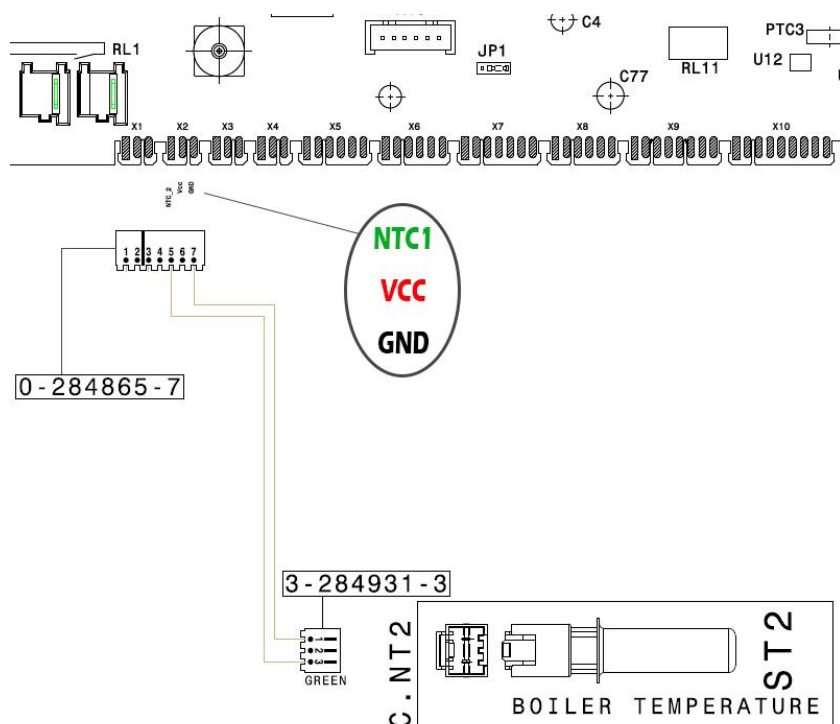 C4
PTC3
RL1
JP1
U12
RL11
C77
X1 X2 X3 X4 X5 X6 X7 X8 X9 X10
NTC_2
Vcc
GND
NTC1
VCC
GND
1 2 3 4 5 6 7
0-284865-7
3-284931-3
1
2
3
GREEN
C.NT2
ST2
BOILER TEMPERATURE